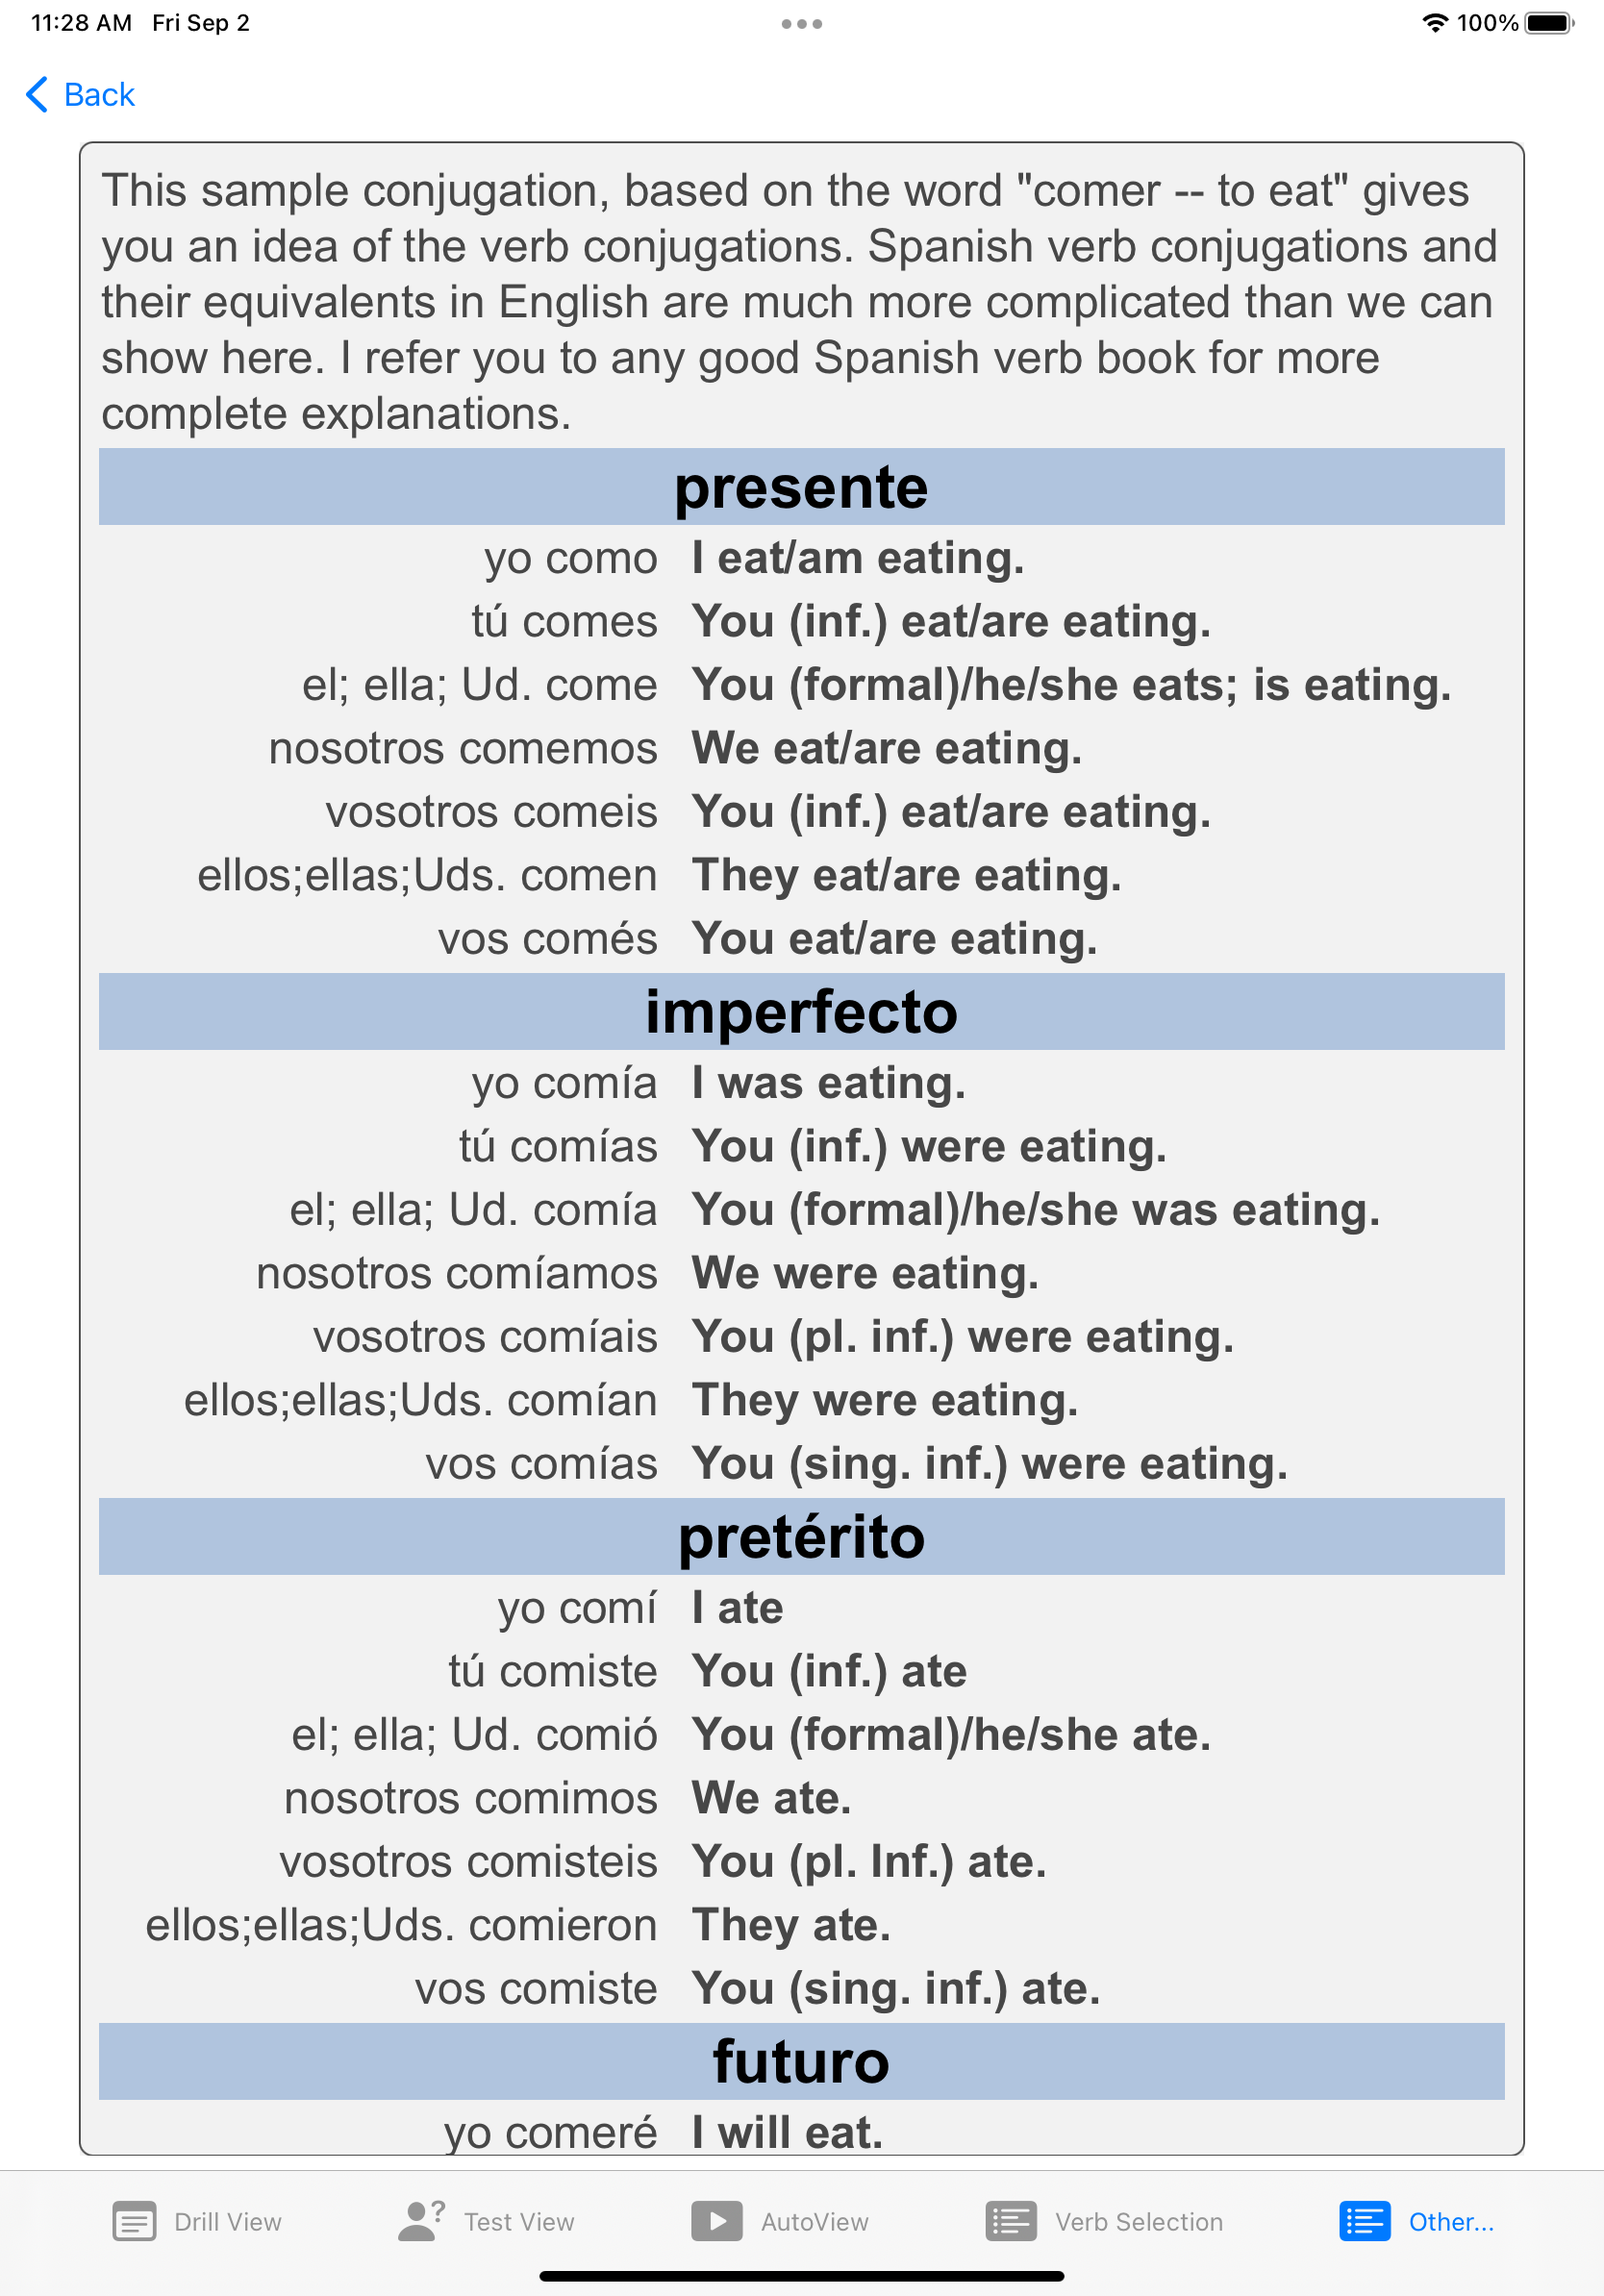 11:28 AM Fri Sep 2
100%
Back
This sample conjugation, based on the word "comer -- to eat" gives
you an idea of the verb conjugations. Spanish verb conjugations and
their equivalents in English are much more complicated than we can
show here. I refer you to any good Spanish verb book for more
complete explanations.
presente
yo como I eat/am eating.
tú comes You (inf.) eat/are eating.
el; ella; Ud. come You (formal)/he/she eats; is eating.
nosotros comemos We eat/are eating.
vosotros comeis You (inf.) eat/are eating.
ellos;ellas;Uds. comen They eat/are eating.
vos comés You eat/are eating.
imperfecto
yo comía I was eating.
tú comías You (inf.) were eating.
el; ella; Ud. comía You (formal)/he/she was eating.
nosotros comíamos We were eating.
vosotros comíais You (pl. inf.) were eating.
ellos;ellas;Uds. comían They were eating.
vos comías You (sing. inf.) were eating.
pretérito
yo comí I ate
tú comiste You (inf.) ate
el; ella; Ud. comió You (formal)/he/she ate.
nosotros comimos We ate.
vosotros comisteis You (pl. Inf.) ate.
ellos;ellas;Uds. comieron They ate.
vos comiste You (sing. inf.) ate.
futuro
yo comeré I will eat.
Drill View Test View AutoView Verb Selection Other...